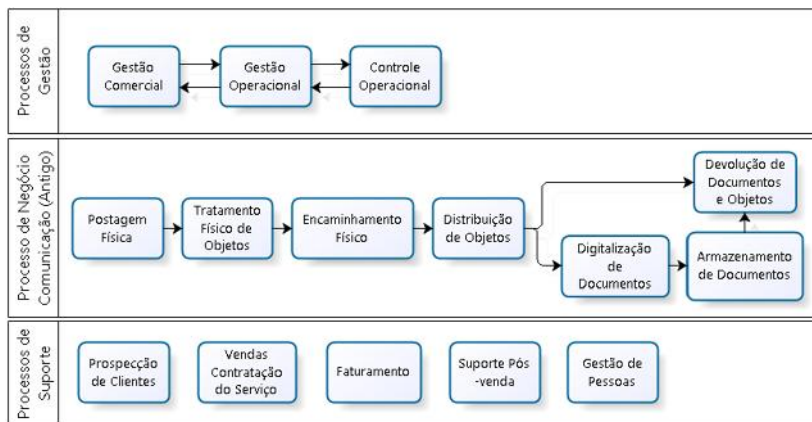 Processos de
Gestão
Gestão
Comercial
Gestão
Operacional
Controle
Operacional
Processo de Negócio
Comunicação (Antigo)
Postagem
Física
Tratamento
Físico de
Objetos
Encaminhamento
Físico
Distribuição
de Objetos
Devolução de
Documentos
e Objetos
Digitalização
de
Documentos
Armazenamento
de Documentos
Processos de
Suporte
Prospecção
de Clientes
Vendas
Contratação
do Serviço
Faturamento
Suporte Pós
-venda
Gestão de
Pessoas